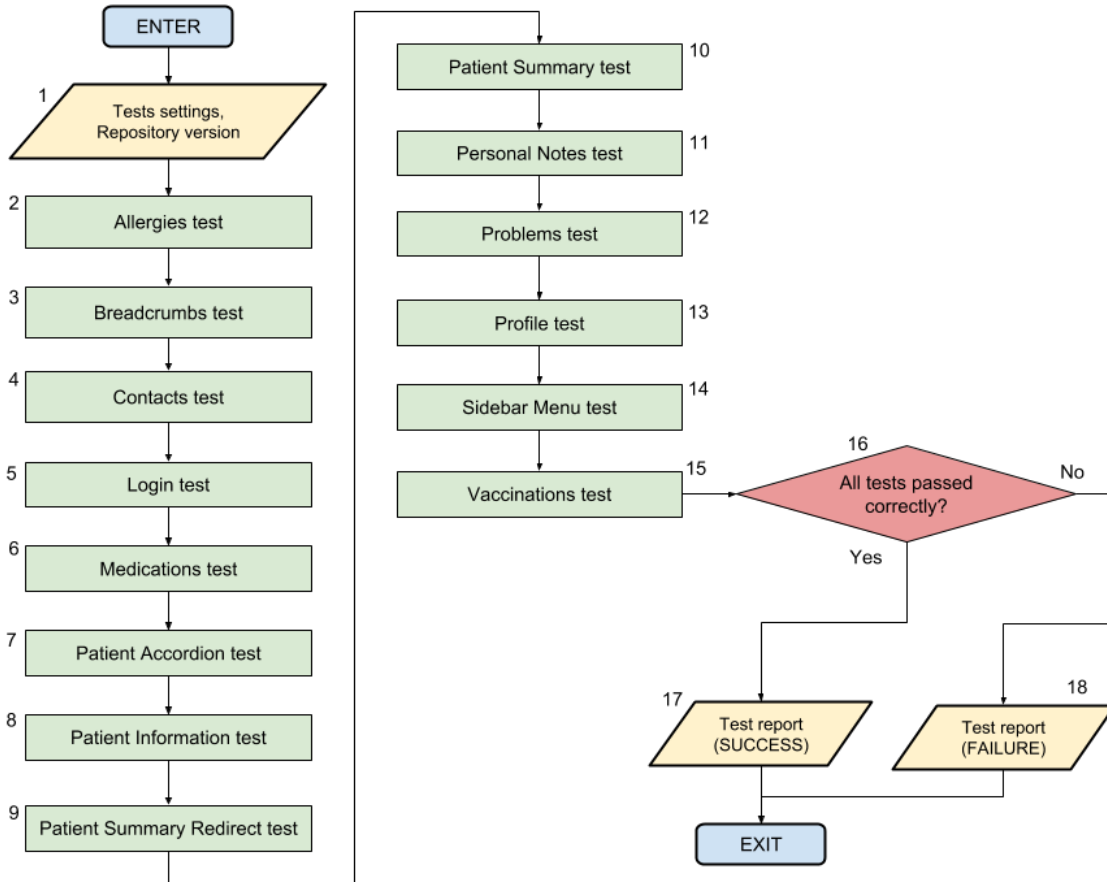 ENTER
1
Tests settings,
Repository version
2
Allergies test
3
Breadcrumbs test
4
Contacts test
5
Login test
6
Medications test
7
Patient Accordion test
8
Patient Information test
9
Patient Summary Redirect test
10
Patient Summary test
11
Personal Notes test
12
Problems test
13
Profile test
14
Sidebar Menu test
15
Vaccinations test
16
All tests passed
correctly?
No
Yes
17
Test report
(SUCCESS)
18
Test report
(FAILURE)
EXIT